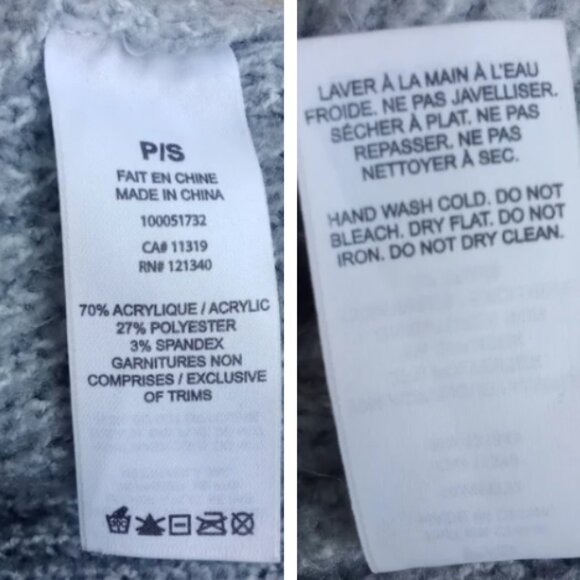 P/S
FAIT EN CHINE
MADE IN CHINA
100051732
CA# 11319
RN# 121340
70% ACRYLIQUE / ACRYLIC
27% POLYESTER
3% SPANDEX
GARNITURES NON
COMPRISES / EXCLUSIVE
OF TRIMS
LAVER À LA MAIN À L'EAU
FROIDE. NE PAS JAVELLISER.
SÉCHER À PLAT. NE PAS
REPASSER. NE PAS
NETTOYER À SEC.
HAND WASH COLD. DO NOT
BLEACH. DRY FLAT. DO NOT
IRON. DO NOT DRY CLEAN.